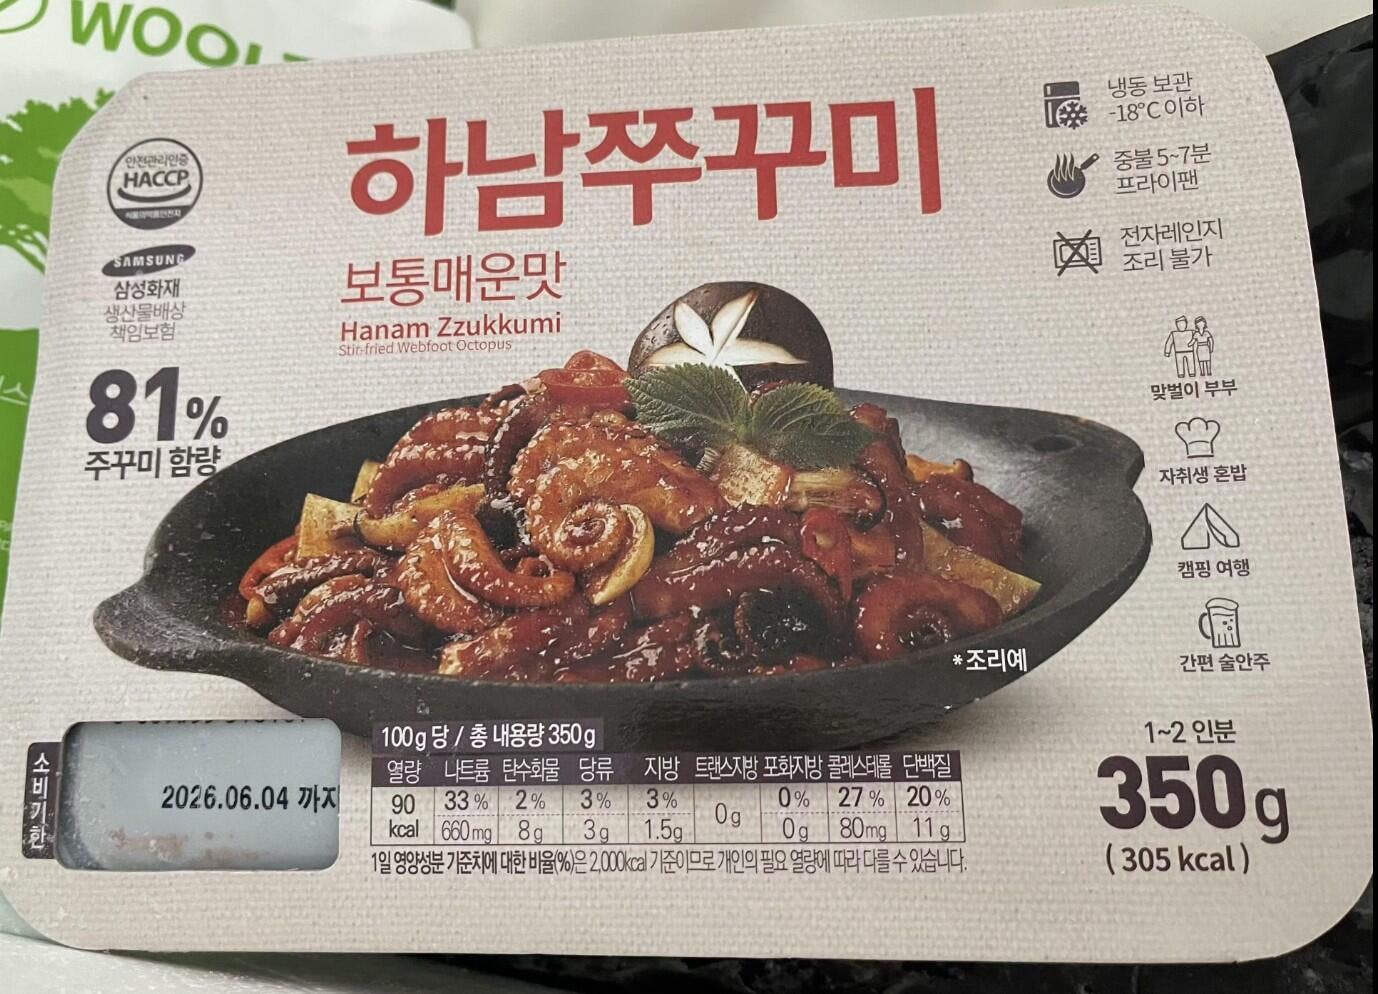 하남쭈꾸미
보통매운맛
Hanam Zzukkumi
Stir-fried Webfoot Octopus
안전관리인증
HACCP
식품의약품안전처
SAMSUNG
삼성화재
생산물배상
책임보험
81%
주꾸미 함량
냉동 보관
-18°C 이하
중불 5~7분
프라이팬
전자레인지
조리 불가
맞벌이 부부
자취생 혼밥
캠핑 여행
간편 술안주
*조리예
소비기한
2026.06.04 까지
100g 당 / 총 내용량 350g
열량 나트륨 탄수화물 당류 지방 트랜스지방 포화지방 콜레스테롤 단백질
90 kcal 33% 2% 3% 3% 0g 0% 27% 20%
660mg 8g 3g 1.5g 0g 80mg 11g
1일 영양성분 기준치에 대한 비율(%)은 2,000kcal 기준이므로 개인의 필요 열량에 따라 다를 수 있습니다.
1~2 인분
350g
(305 kcal)